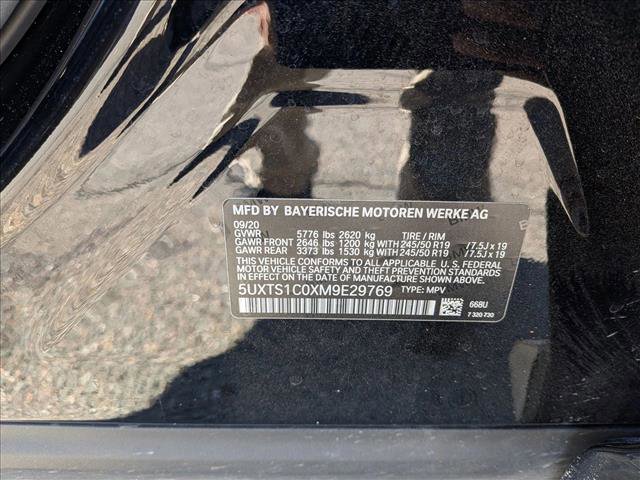 MFD BY BAYERISCHE MOTOREN WERKE AG
09/20
GVWR 5776 lbs 2620 kg TIRE / RIM
GAWR FRONT 2646 lbs 1200 kg WITH 245/50 R19 /7.5J x 19
GAWR REAR 3373 lbs 1530 kg WITH 245/50 R19 /7.5J x 19
THIS VEHICLE CONFORMS TO ALL APPLICABLE U.S. FEDERAL
MOTOR VEHICLE SAFETY, BUMPER, AND THEFT PREVENTION STANDARDS
IN EFFECT ON THE DATE OF MANUFACTURE SHOWN ABOVE.
5UXTS1C0XM9E29769 TYPE: MPV
668U
7 320 730